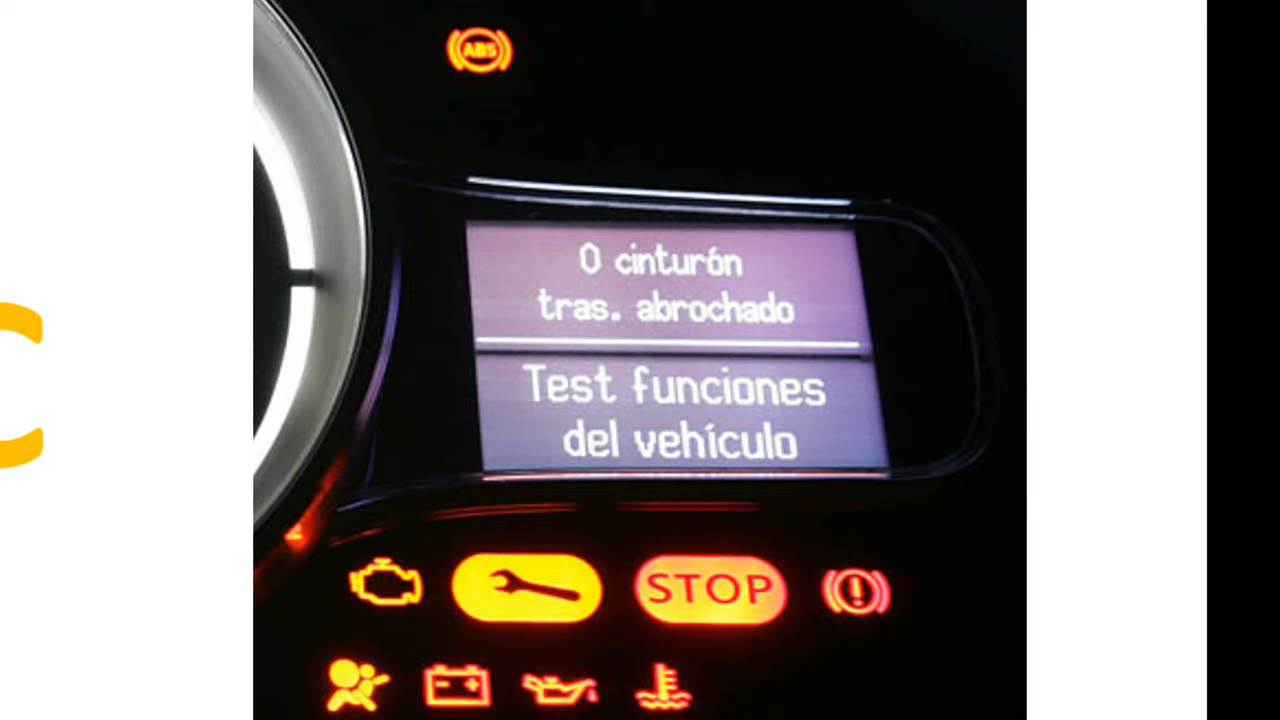 ABS
0 cinturón
tras. abrochado
Test funciones
del vehículo
STOP